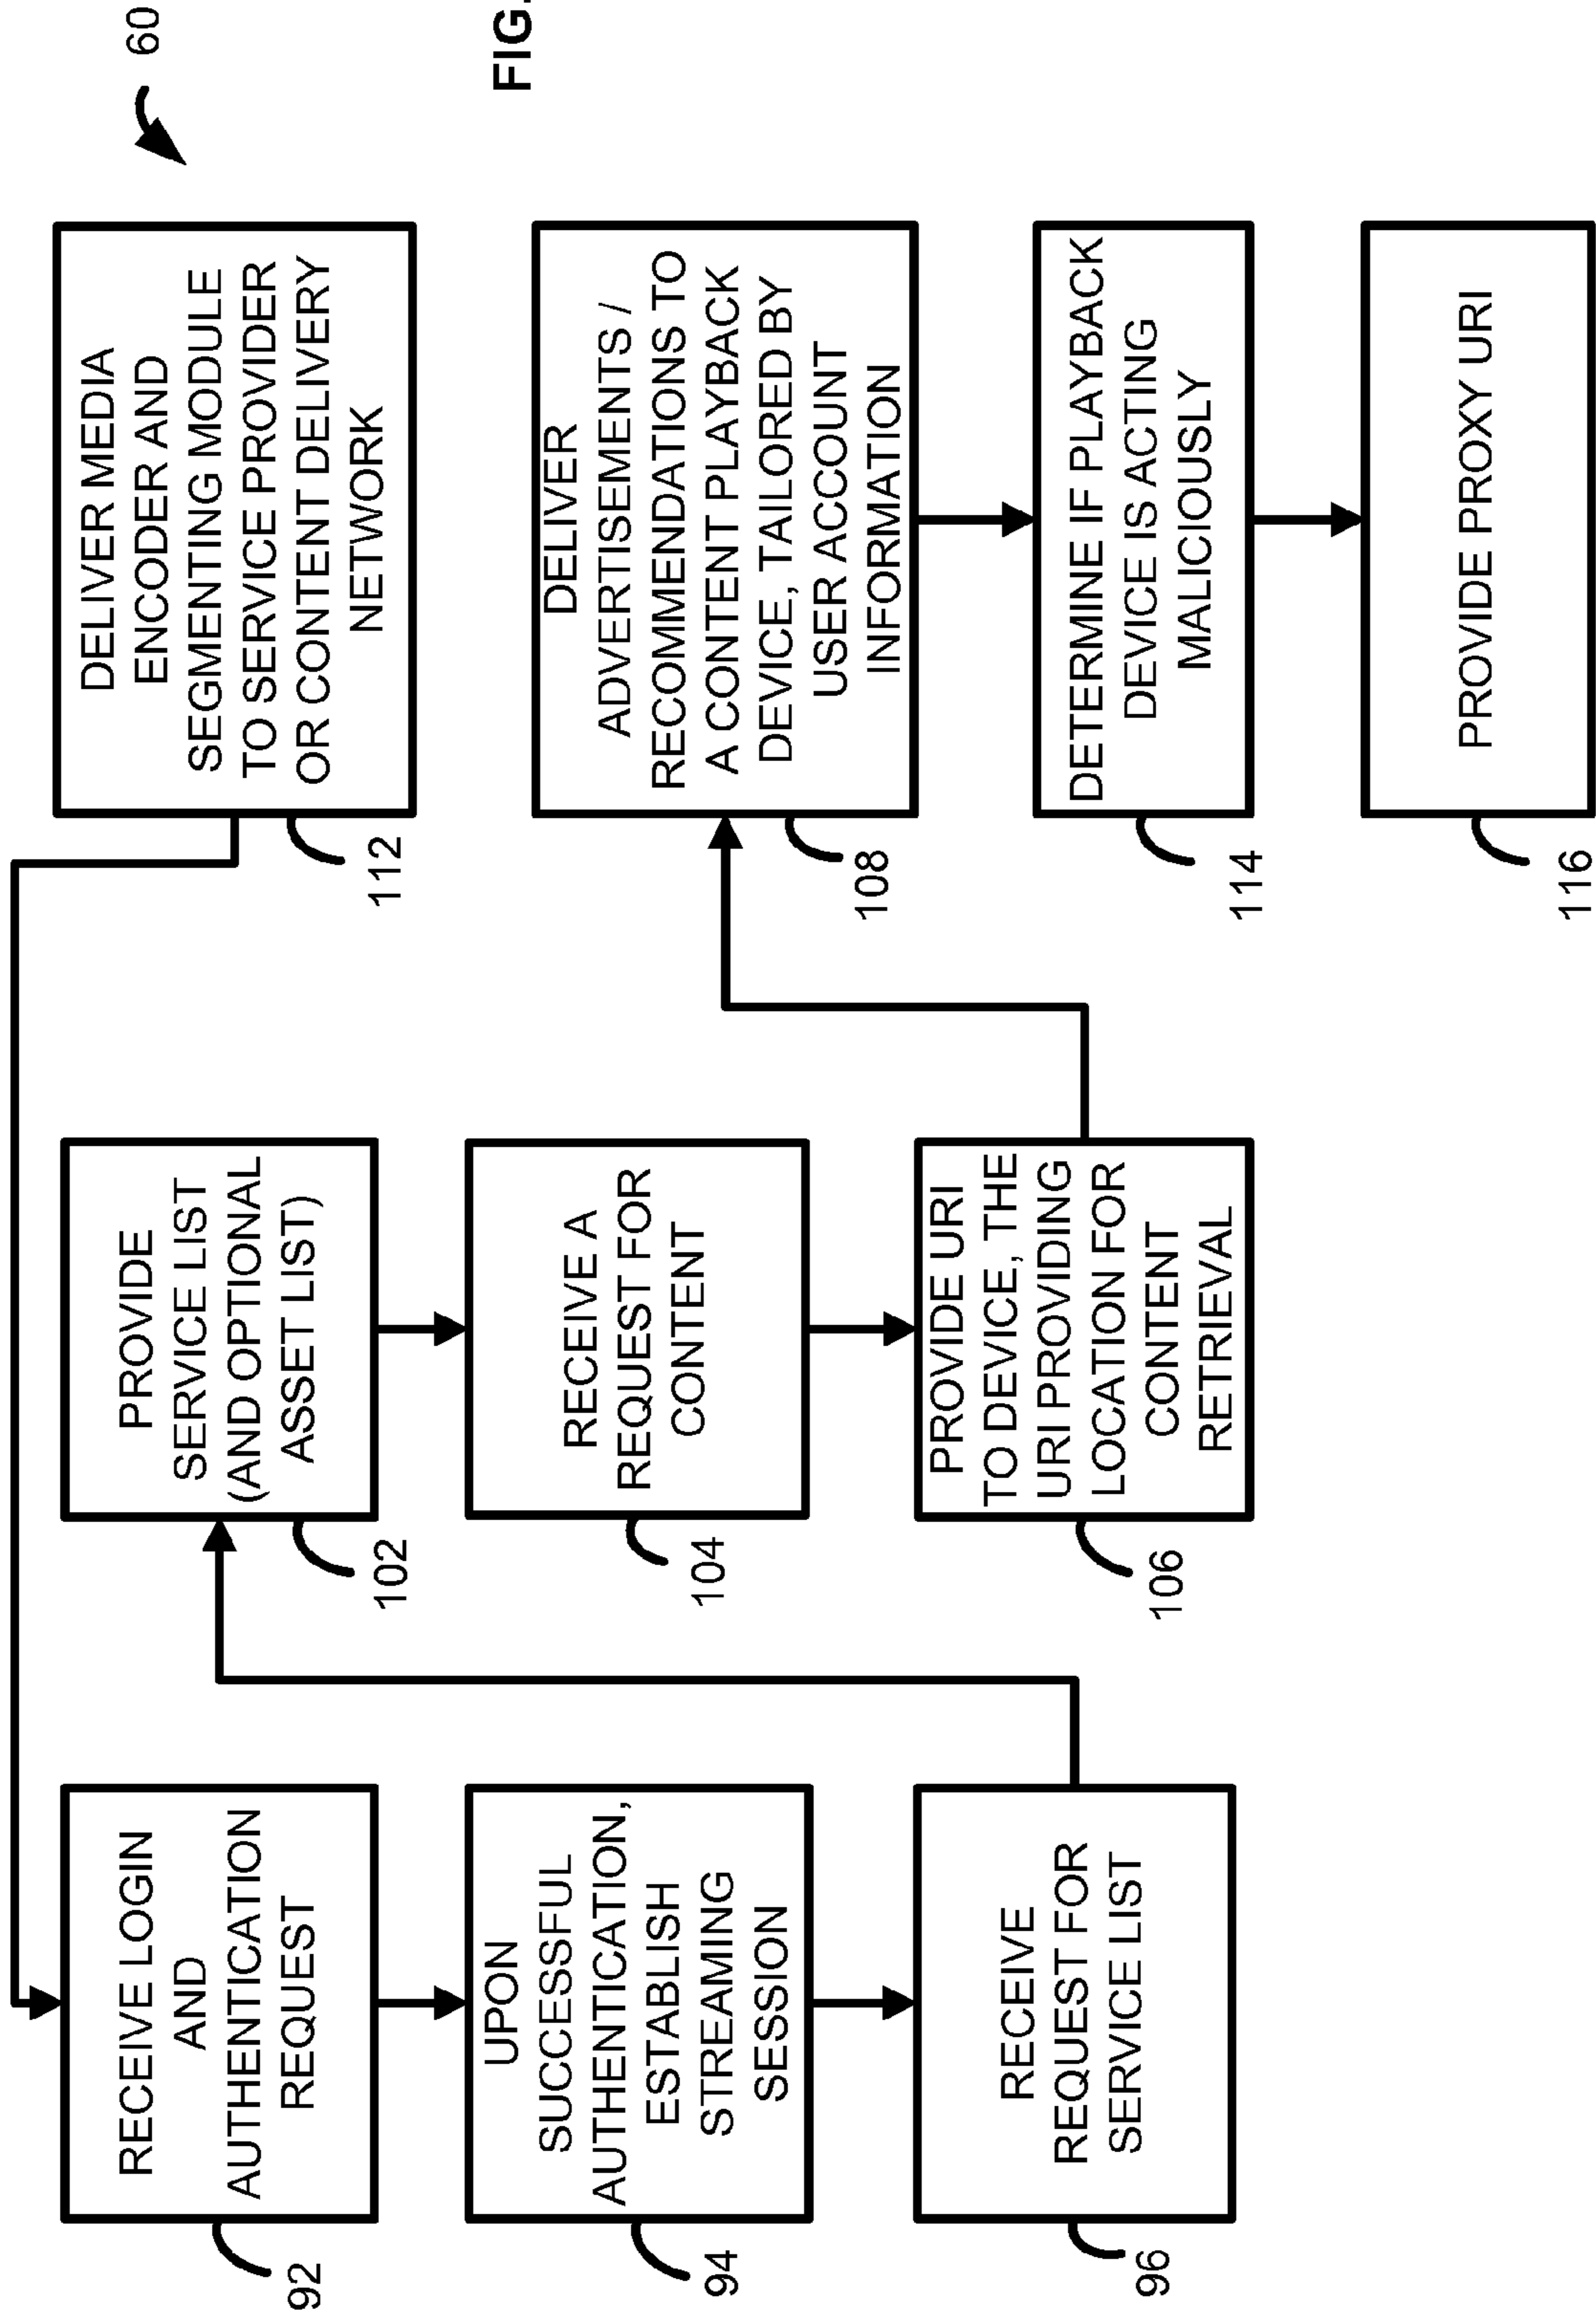 60
DELIVER MEDIA
ENCODER AND
SEGMENTING MODULE
TO SERVICE PROVIDER
OR CONTENT DELIVERY
NETWORK
112
RECEIVE LOGIN
AND
AUTHENTICATION
REQUEST
92
UPON
SUCCESSFUL
AUTHENTICATION,
ESTABLISH
STREAMING
SESSION
94
RECEIVE
REQUEST FOR
SERVICE LIST
96
PROVIDE
SERVICE LIST
(AND OPTIONAL
ASSET LIST)
102
RECEIVE A
REQUEST FOR
CONTENT
104
PROVIDE URI
TO DEVICE, THE
URI PROVIDING
LOCATION FOR
CONTENT
RETRIEVAL
106
DELIVER
ADVERTISEMENTS /
RECOMMENDATIONS TO
A CONTENT PLAYBACK
DEVICE, TAILORED BY
USER ACCOUNT
INFORMATION
108
DETERMINE IF PLAYBACK
DEVICE IS ACTING
MALICIOUSLY
114
PROVIDE PROXY URI
116
FIG.